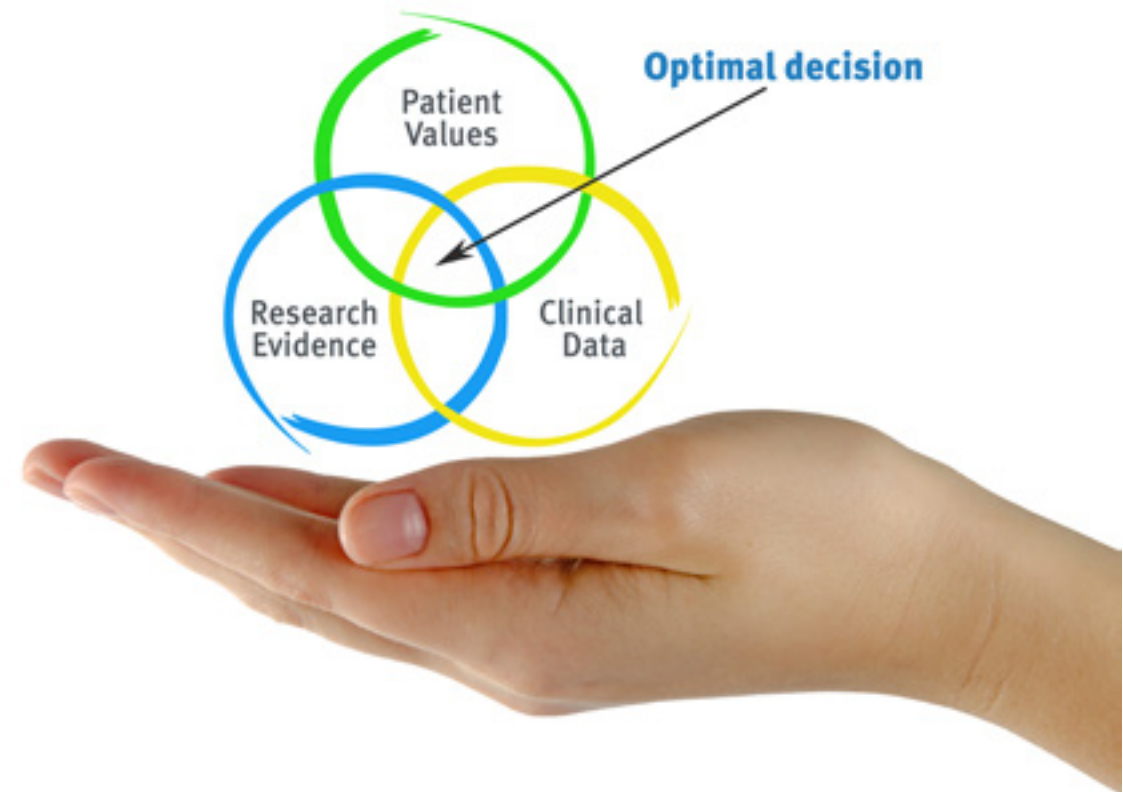 Optimal decision
Patient
Values
Research
Evidence
Clinical
Data